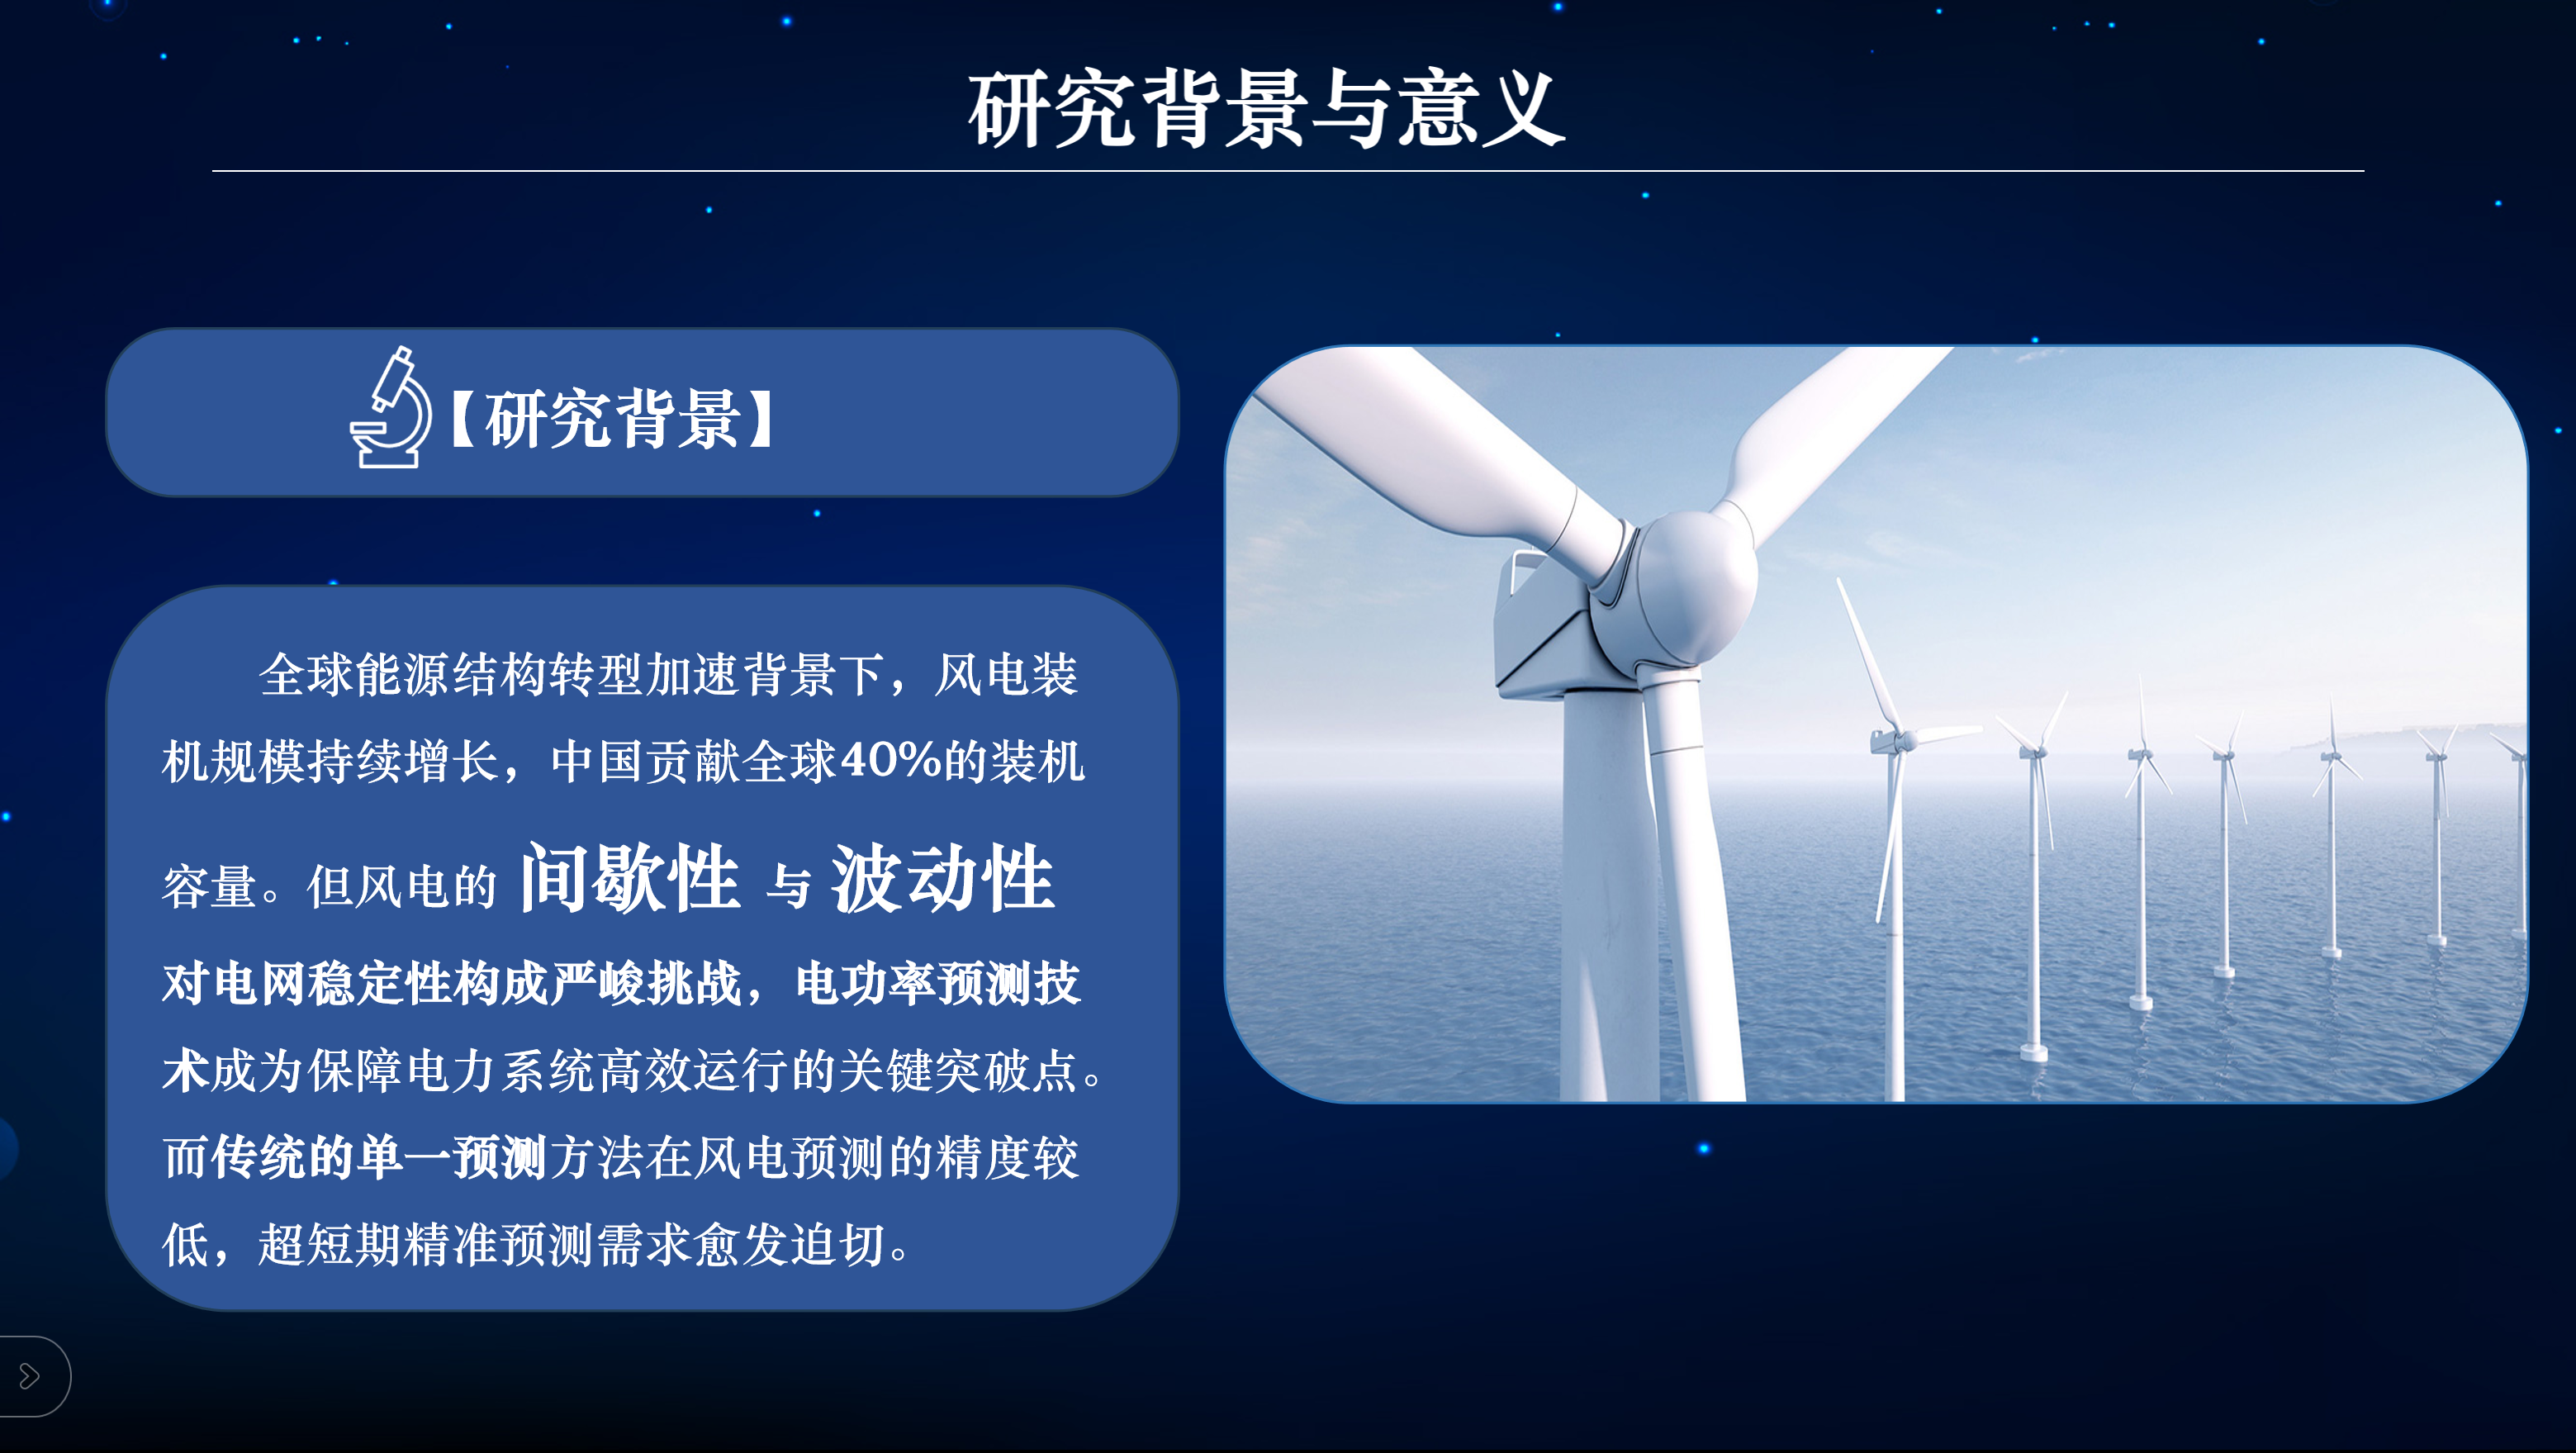 研究背景与意义
【研究背景】
全球能源结构转型加速背景下，风电装
机规模持续增长，中国贡献全球40%的装机
容量。但风电的 间歇性 与 波动性
对电网稳定性构成严峻挑战，电功率预测技
术成为保障电力系统高效运行的关键突破点。
而传统的单一预测方法在风电预测的精度较
低，超短期精准预测需求愈发迫切。